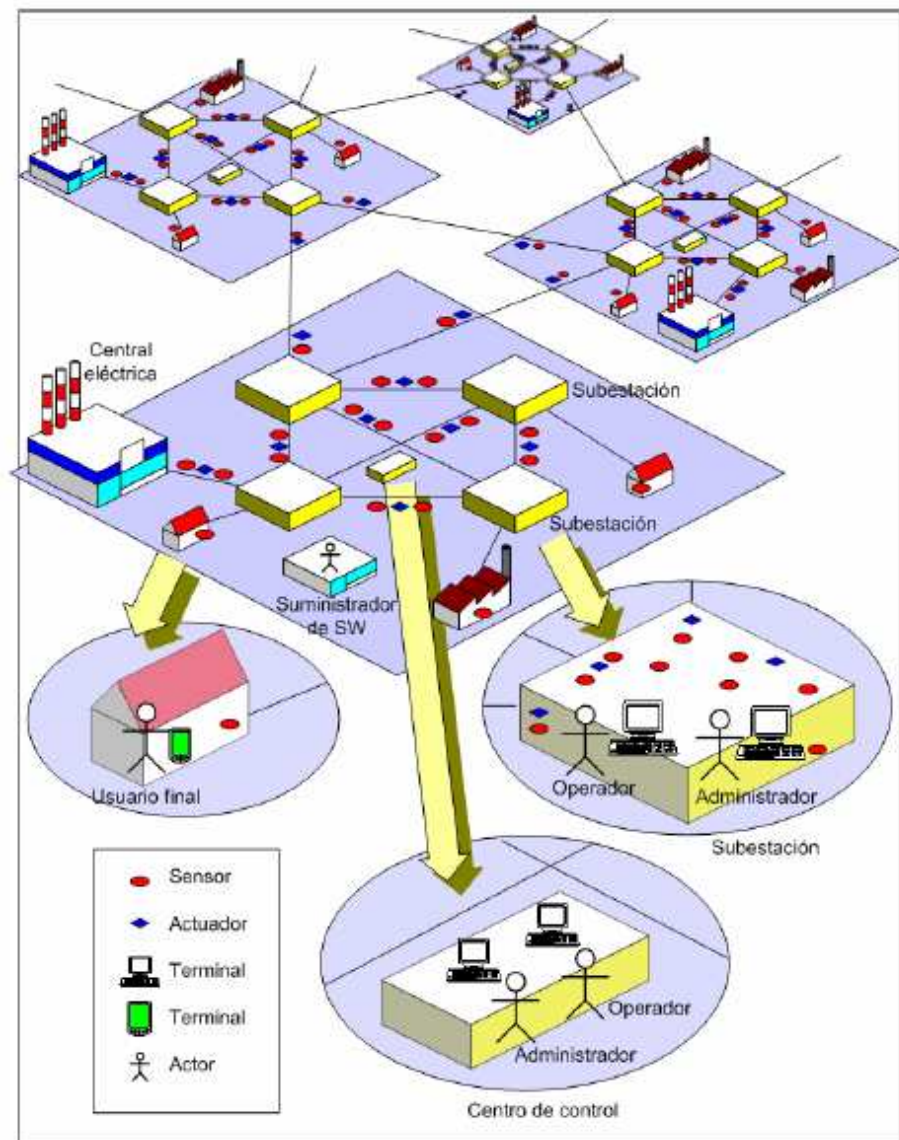 Central
eléctrica
Subestación
Subestación
Suministrador
de SW
Usuario final
Operador
Administrador
Subestación
Sensor
Actuador
Terminal
Terminal
Actor
Operador
Administrador
Centro de control